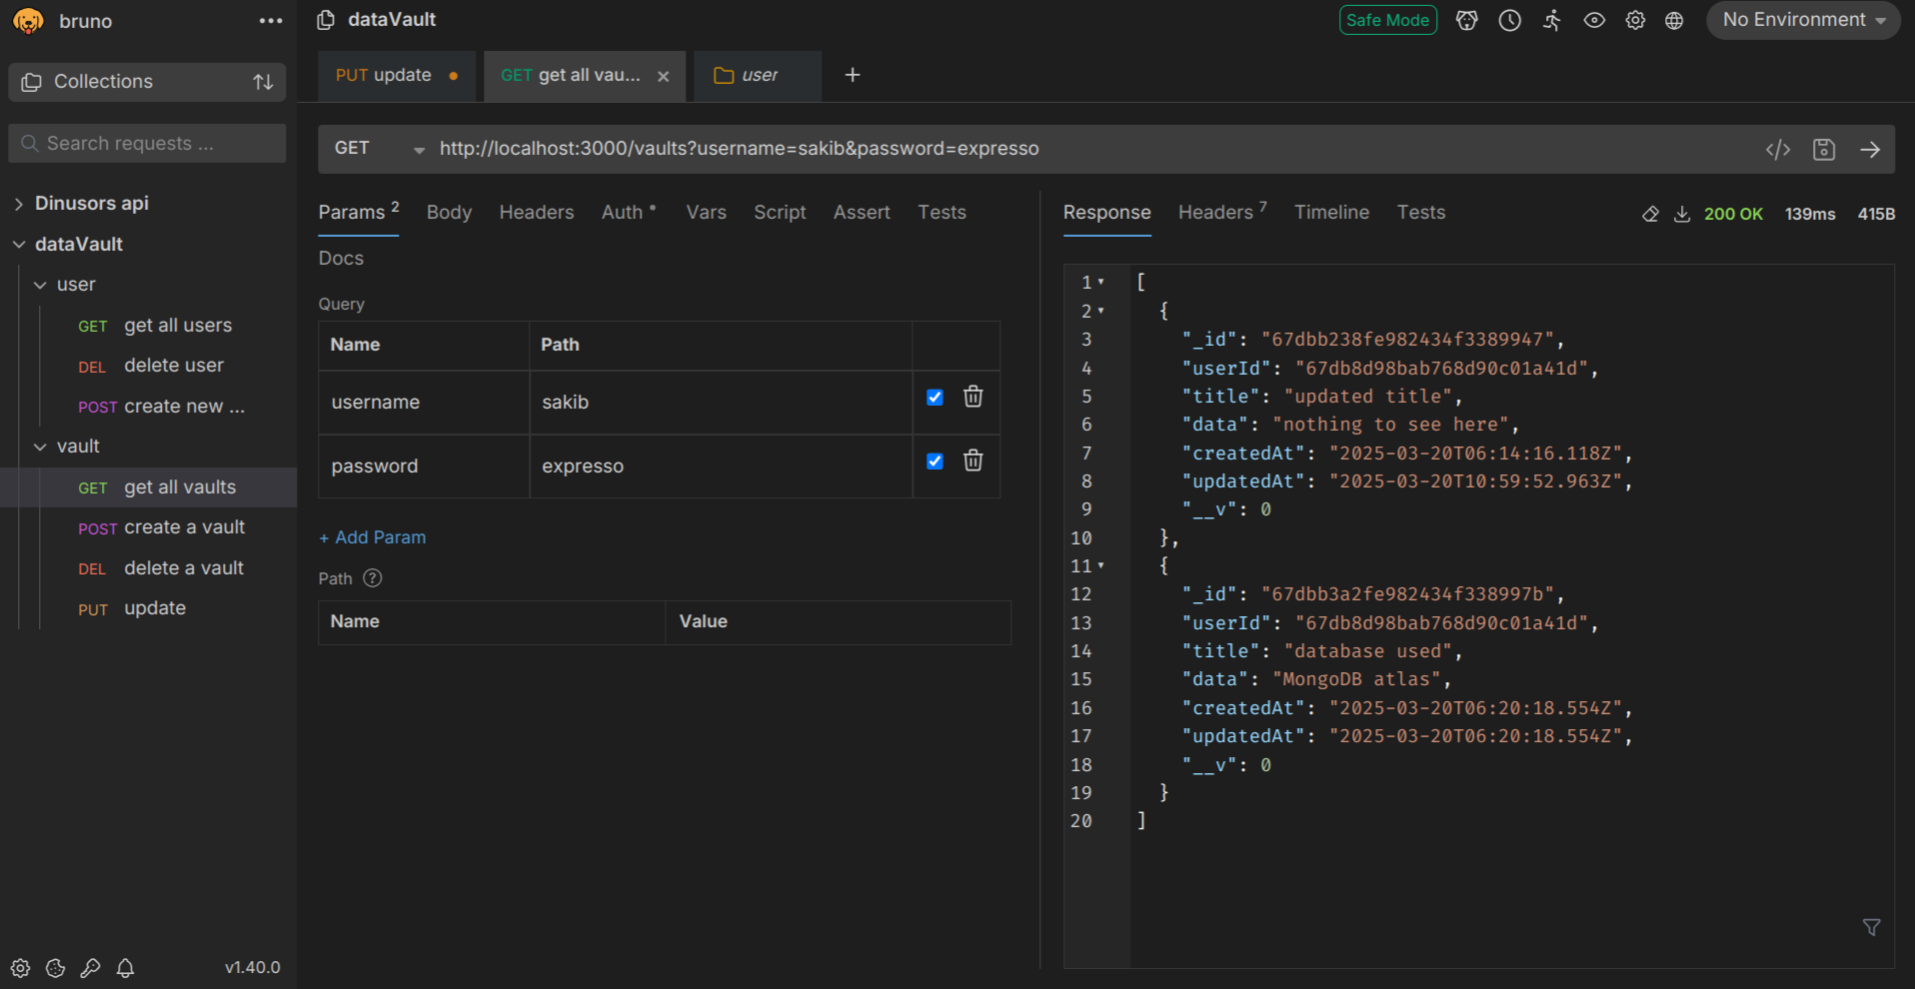 bruno
Collections
Search requests ...
Dinusors api
dataVault
user
GET get all users
DEL delete user
POST create new ...
vault
GET get all vaults
POST create a vault
DEL delete a vault
PUT update
v1.40.0
dataVault
Safe Mode
No Environment
PUT update
GET get all vau...
user
+
GET
http://localhost:3000/vaults?username=sakib&password=expresso
</>
Params 2 Body Headers Auth Vars Script Assert Tests
Docs
Query
Name Path
username sakib
password expresso
+ Add Param
Path ?
Name Value
Response Headers 7 Timeline Tests
200 OK 139ms 415B
1 [
2 {
3 "_id": "67dbb238fe982434f3389947",
4 "userId": "67db8d98bab768d90c01a41d",
5 "title": "updated title",
6 "data": "nothing to see here",
7 "createdAt": "2025-03-20T06:14:16.118Z",
8 "updatedAt": "2025-03-20T10:59:52.963Z",
9 "__v": 0
10 },
11 {
12 "_id": "67dbb3a2fe982434f338997b",
13 "userId": "67db8d98bab768d90c01a41d",
14 "title": "database used",
15 "data": "MongoDB atlas",
16 "createdAt": "2025-03-20T06:20:18.554Z",
17 "updatedAt": "2025-03-20T06:20:18.554Z",
18 "__v": 0
19 }
20 ]